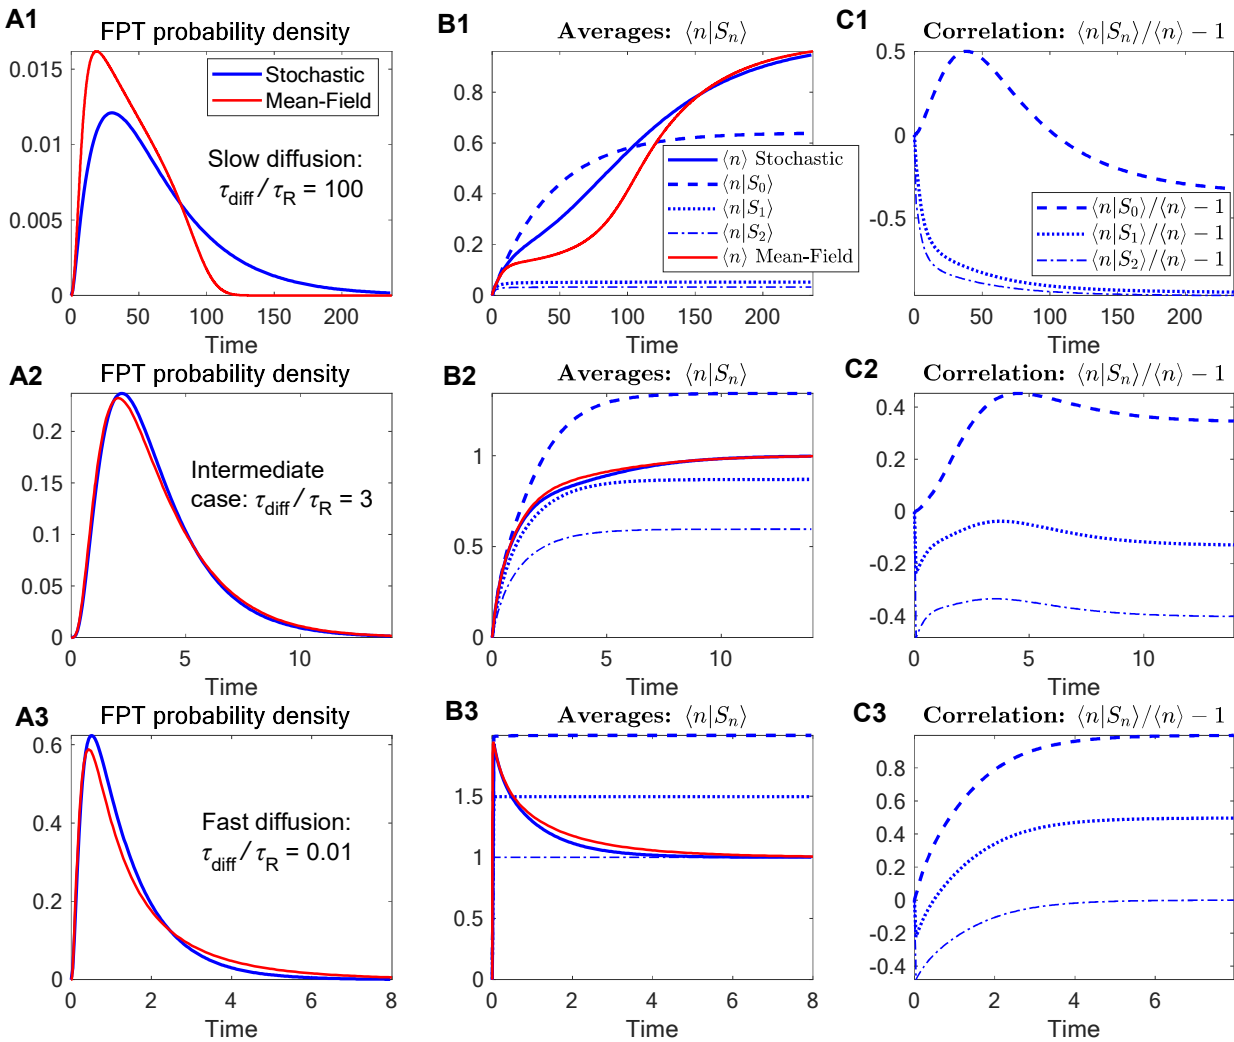 A1
FPT probability density
0.015
0.01
0.005
0
Stochastic
Mean-Field
Slow diffusion:
τdiff / τR = 100
0 50 100 150 200
Time
B1
Averages: ⟨n|Sn⟩
0.8
0.6
0.4
0.2
0
⟨n⟩ Stochastic
⟨n|S0⟩
⟨n|S1⟩
⟨n|S2⟩
⟨n⟩ Mean-Field
0 50 100 150 200
Time
C1
Correlation: ⟨n|Sn⟩/⟨n⟩ − 1
0.5
0
-0.5
⟨n|S0⟩/⟨n⟩ − 1
⟨n|S1⟩/⟨n⟩ − 1
⟨n|S2⟩/⟨n⟩ − 1
0 50 100 150 200
Time
A2
FPT probability density
0.2
0.15
0.1
0.05
0
Intermediate
case: τdiff / τR = 3
0 5 10
Time
B2
Averages: ⟨n|Sn⟩
1
0.5
0
0 5 10
Time
C2
Correlation: ⟨n|Sn⟩/⟨n⟩ − 1
0.4
0.2
0
-0.2
-0.4
0 5 10
Time
A3
FPT probability density
0.6
0.4
0.2
0
Fast diffusion:
τdiff / τR = 0.01
0 2 4 6 8
Time
B3
Averages: ⟨n|Sn⟩
1.5
1
0.5
0
0 2 4 6 8
Time
C3
Correlation: ⟨n|Sn⟩/⟨n⟩ − 1
0.8
0.6
0.4
0.2
0
-0.2
-0.4
0 2 4 6
Time